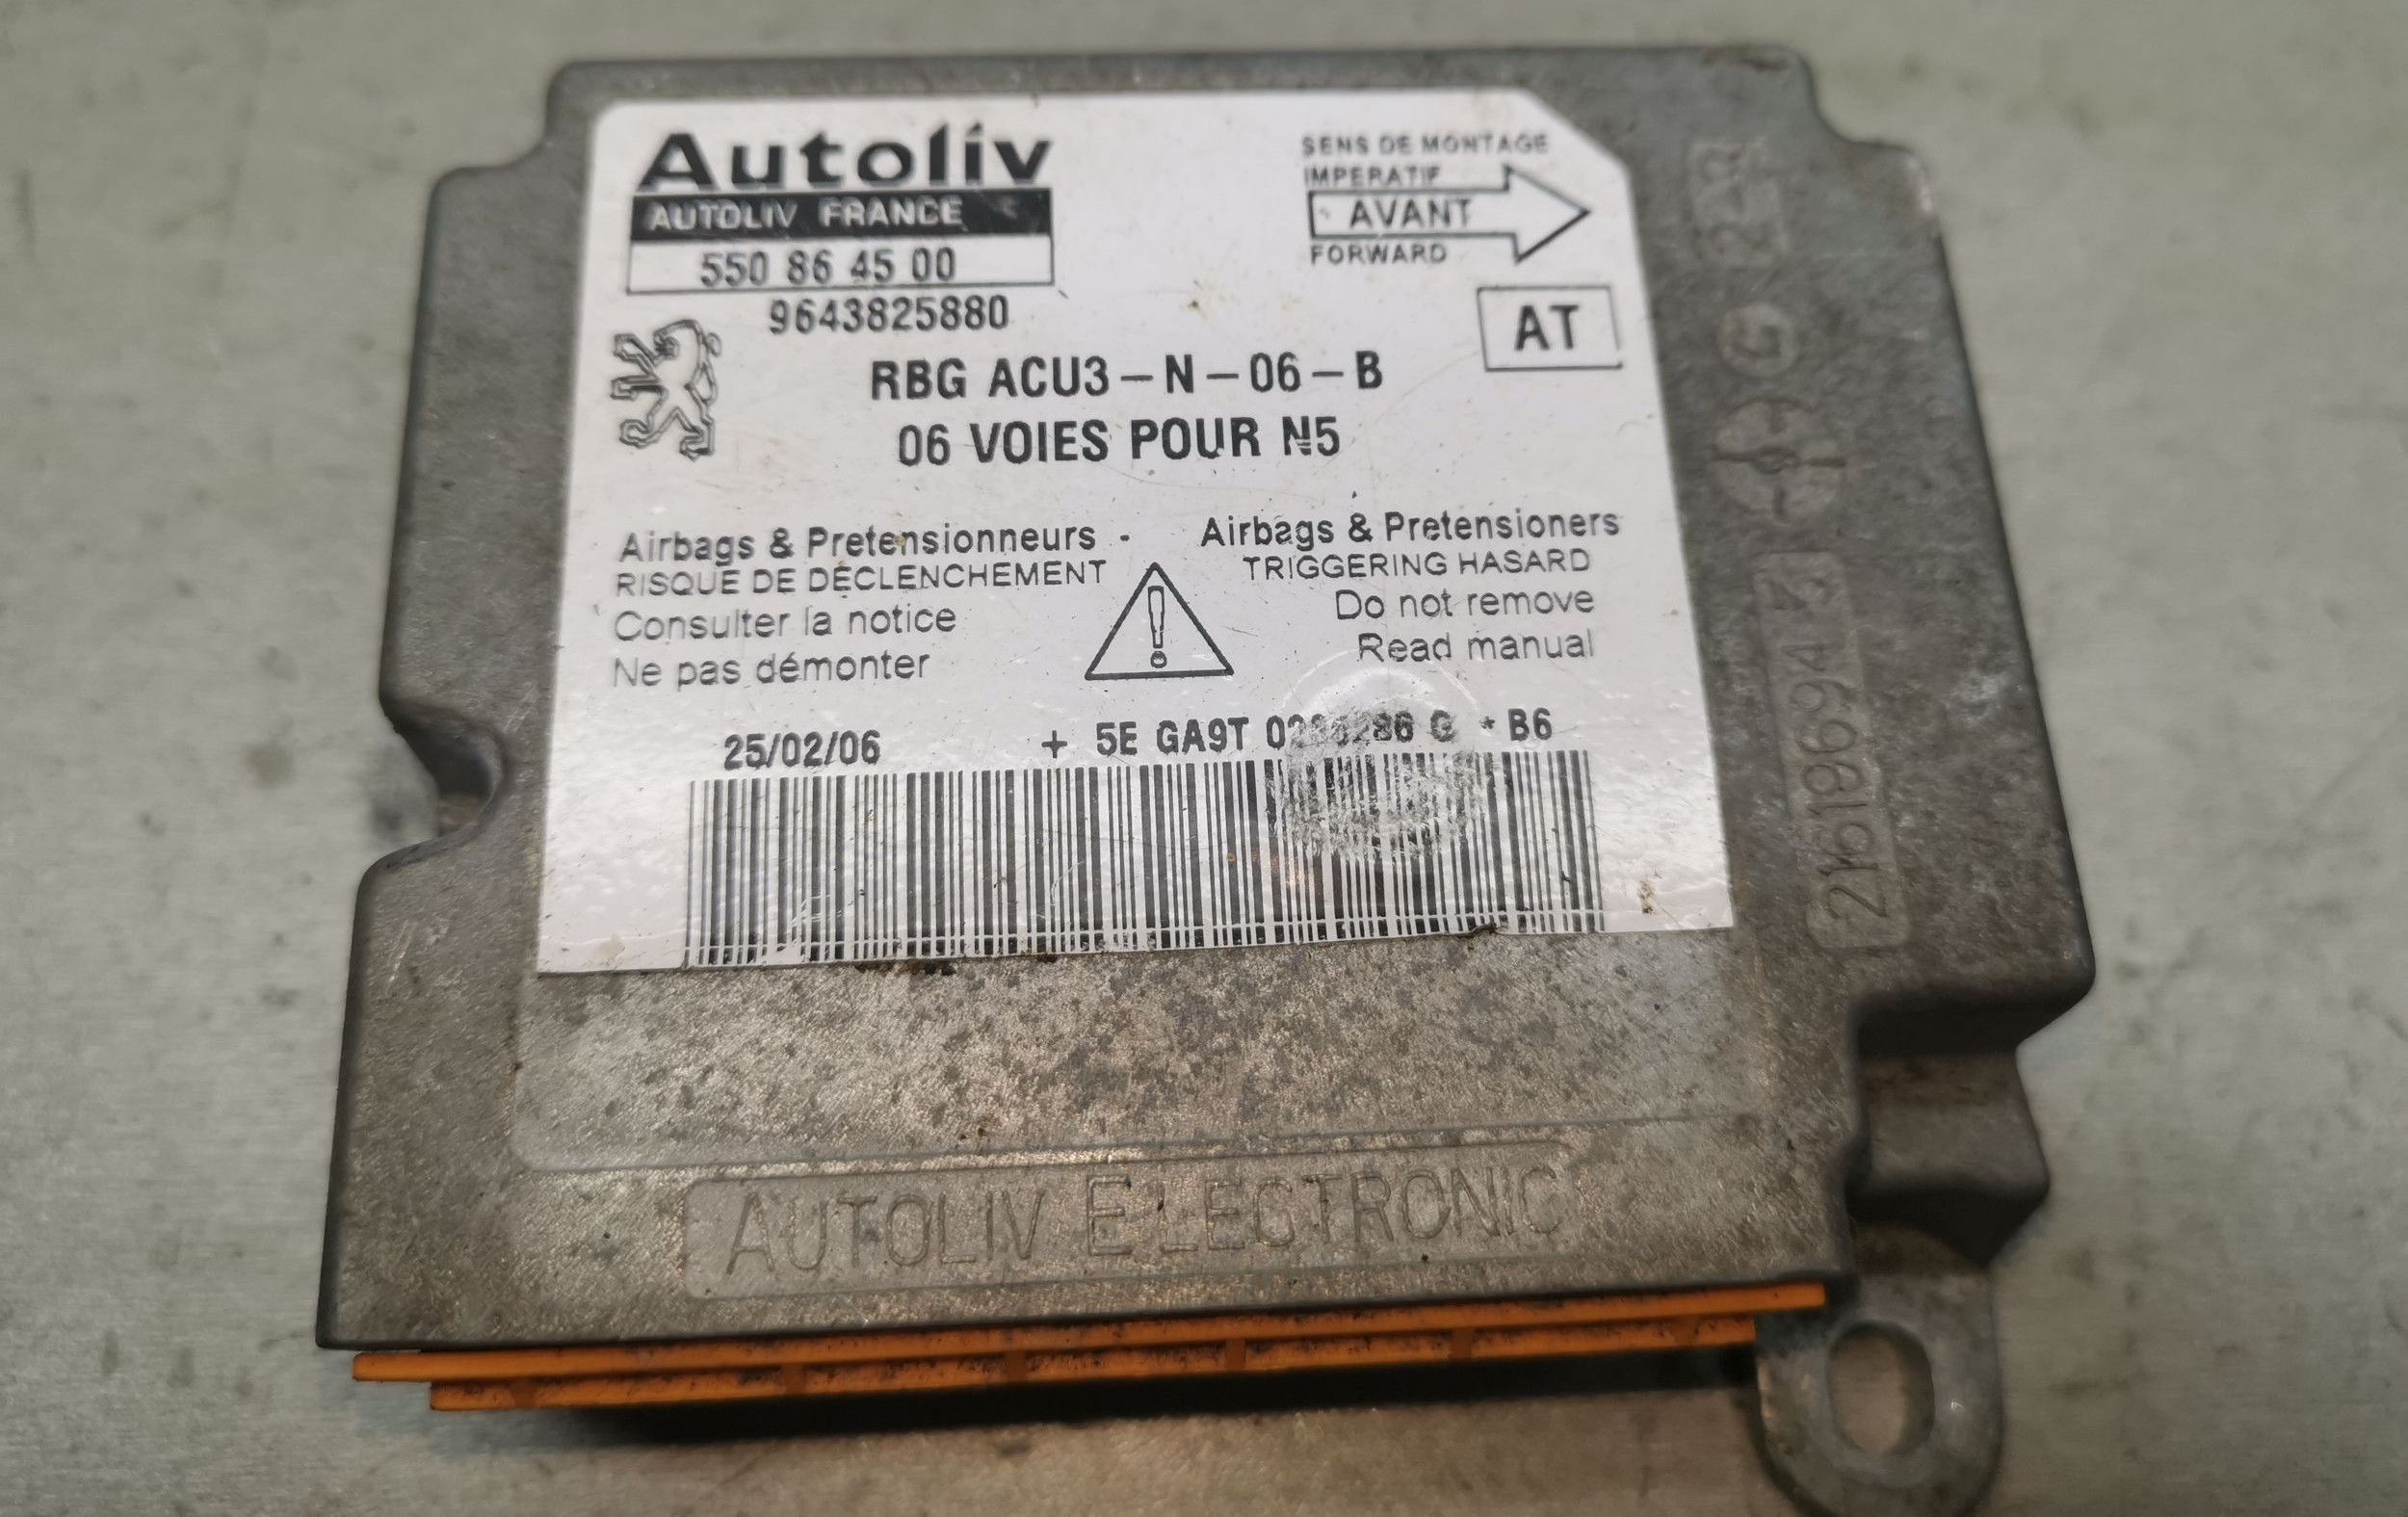 Autoliv
AUTOLIV FRANCE
550 86 45 00
9643825880
SENS DE MONTAGE
IMPERATIF
AVANT
FORWARD
AT
RBG ACU3-N-06-B
06 VOIES POUR N5
Airbags & Pretensionneurs -
RISQUE DE DECLENCHEMENT
Consulter la notice
Ne pas démonter
Airbags & Pretensioners
TRIGGERING HASARD
Do not remove
Read manual
25/02/06
+ 5E GA9T * B6
AUTOLIV ELECTRONIC
G